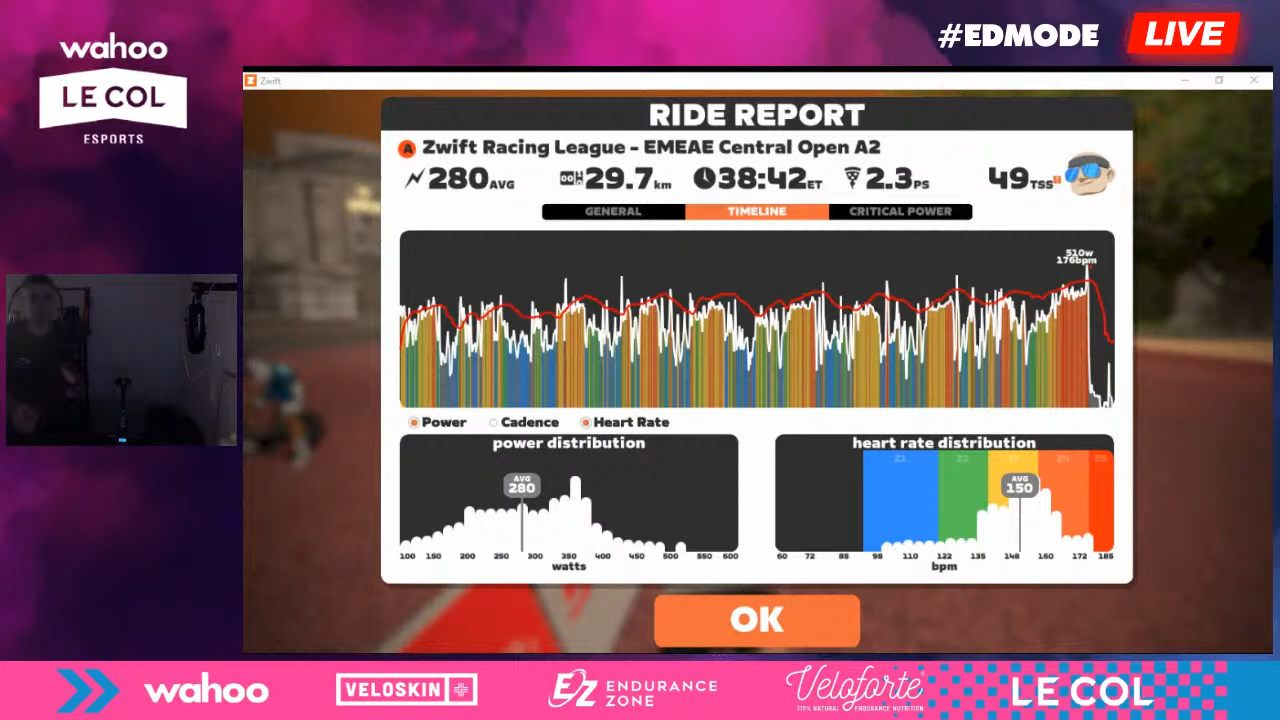 wahoo
LE COL
ESPORTS
#EDMODE
LIVE
Zwift
RIDE REPORT
A Zwift Racing League - EMEAE Central Open A2
280AVG 29.7km 38:42ET 2.3PS 49TSS
GENERAL TIMELINE CRITICAL POWER
510w
176bpm
Power Cadence Heart Rate
power distribution
AVG
280
100 150 200 250 300 350 400 450 500 550 600
watts
heart rate distribution
Z1 Z2 Z3 Z4 Z5
AVG
150
60 72 85 98 110 122 135 148 160 172 185
bpm
OK
wahoo
VELOSKIN
EZ ENDURANCE
ZONE
Veloforte
100% NATURAL ENDURANCE NUTRITION
LE COL